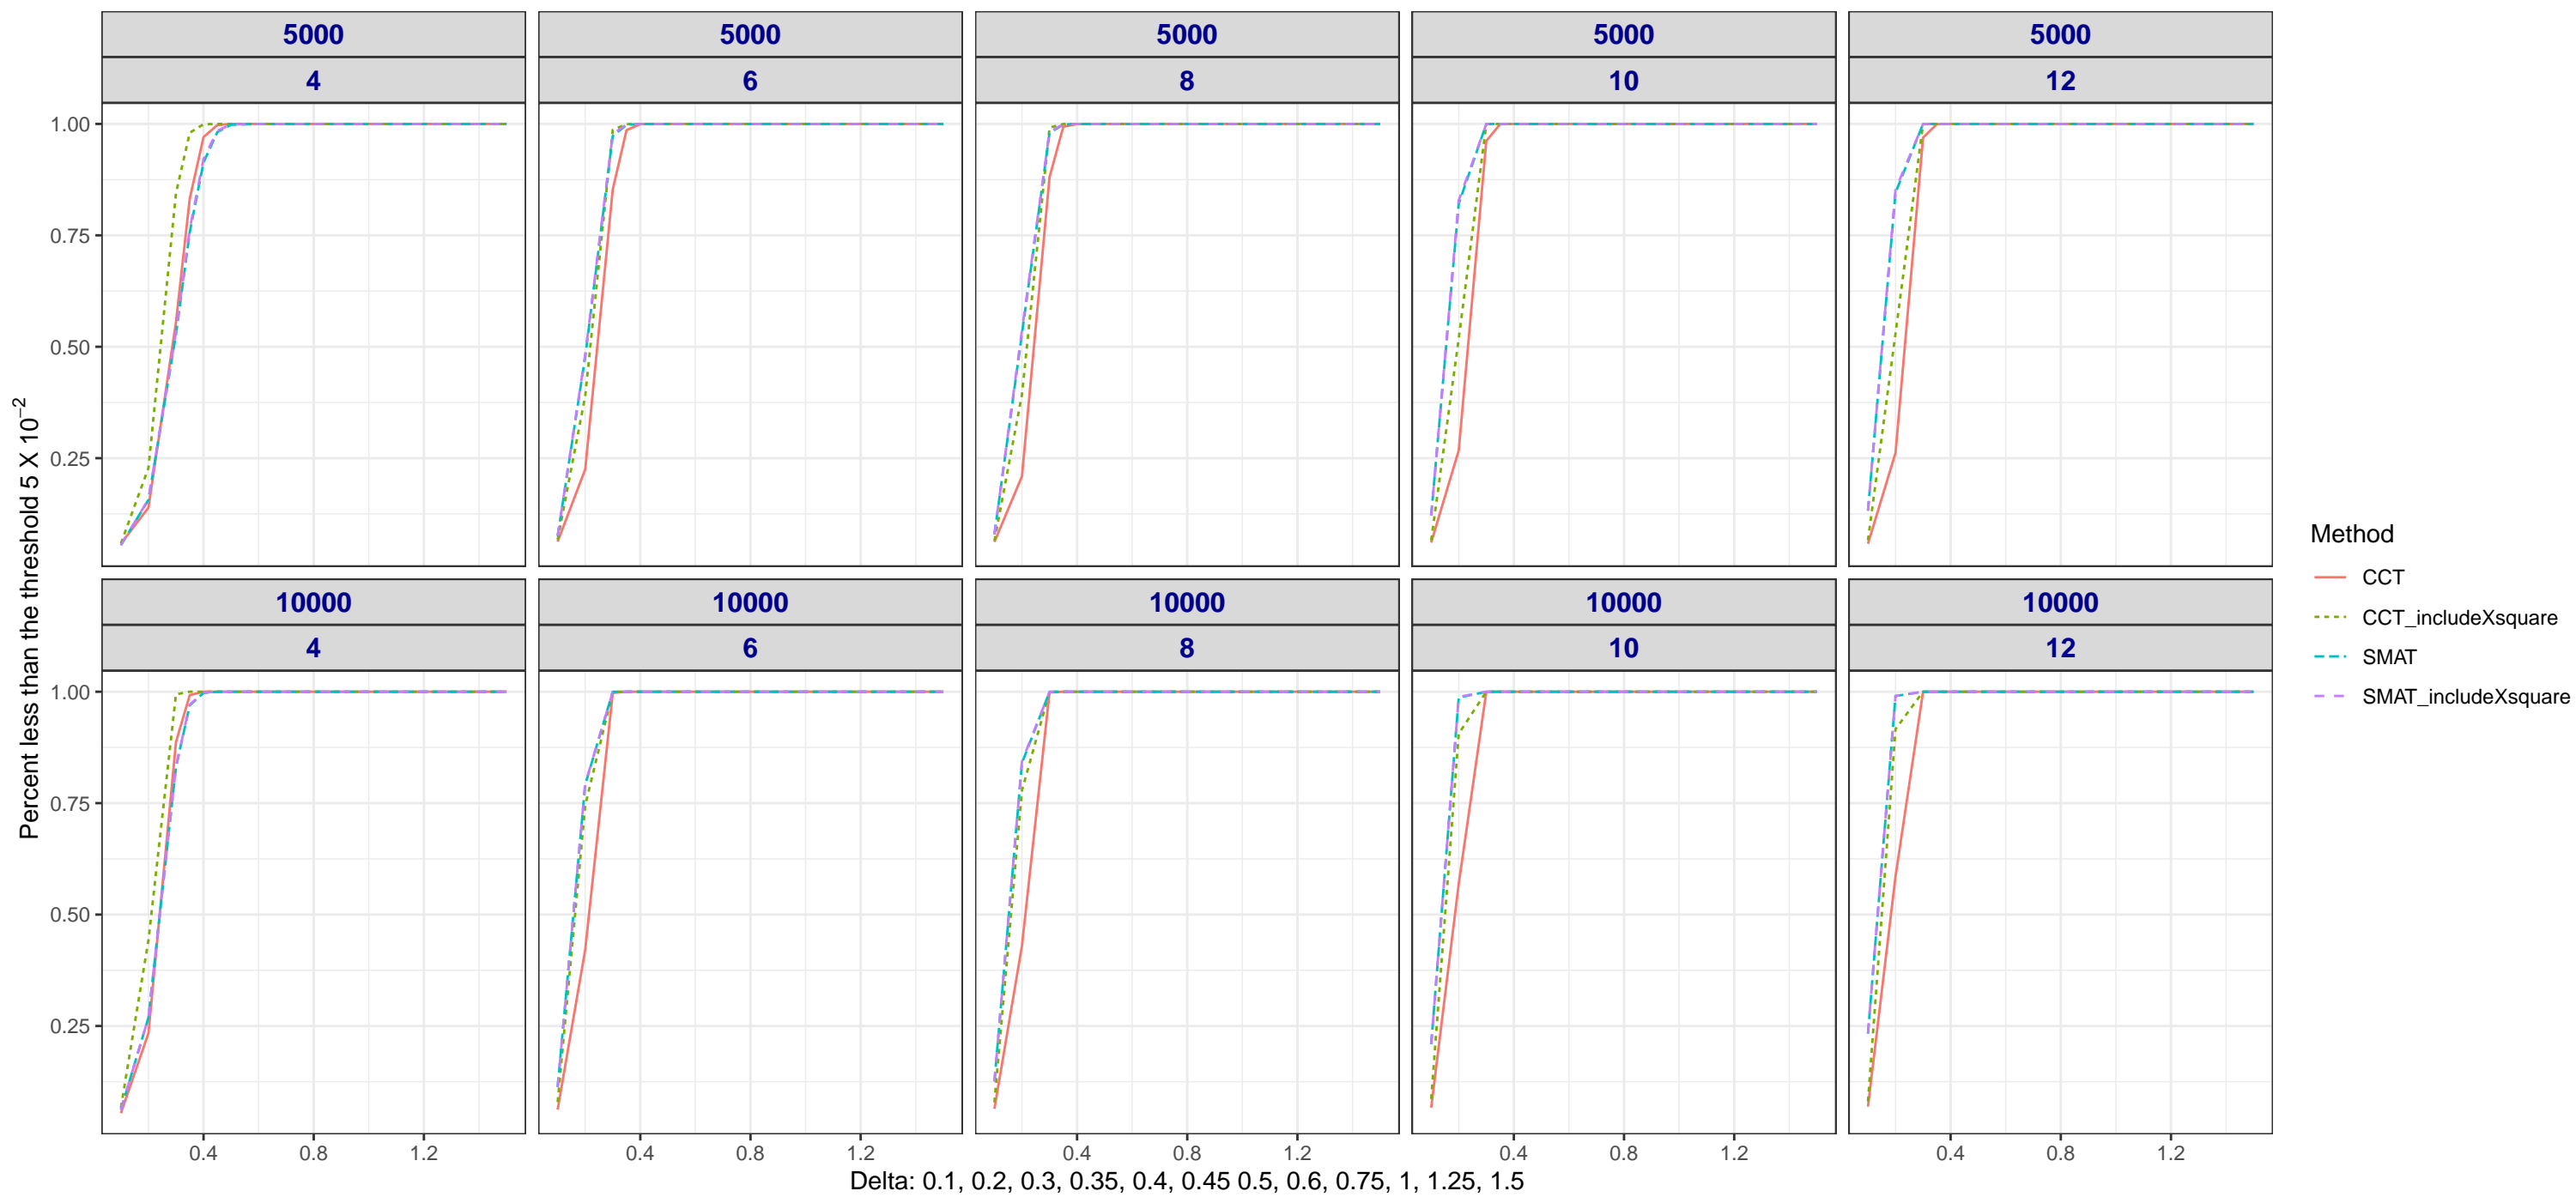 5000 5000 5000 5000 5000
4 6 8 10 12
1.00
0.75
0.50
0.25
Percent less than the threshold 5 X 10⁻²
10000 10000 10000 10000 10000
4 6 8 10 12
1.00
0.75
0.50
0.25
0.4 0.8 1.2 0.4 0.8 1.2 0.4 0.8 1.2 0.4 0.8 1.2 0.4 0.8 1.2
Delta: 0.1, 0.2, 0.3, 0.35, 0.4, 0.45 0.5, 0.6, 0.75, 1, 1.25, 1.5
Method
CCT
CCT_includeXsquare
SMAT
SMAT_includeXsquare